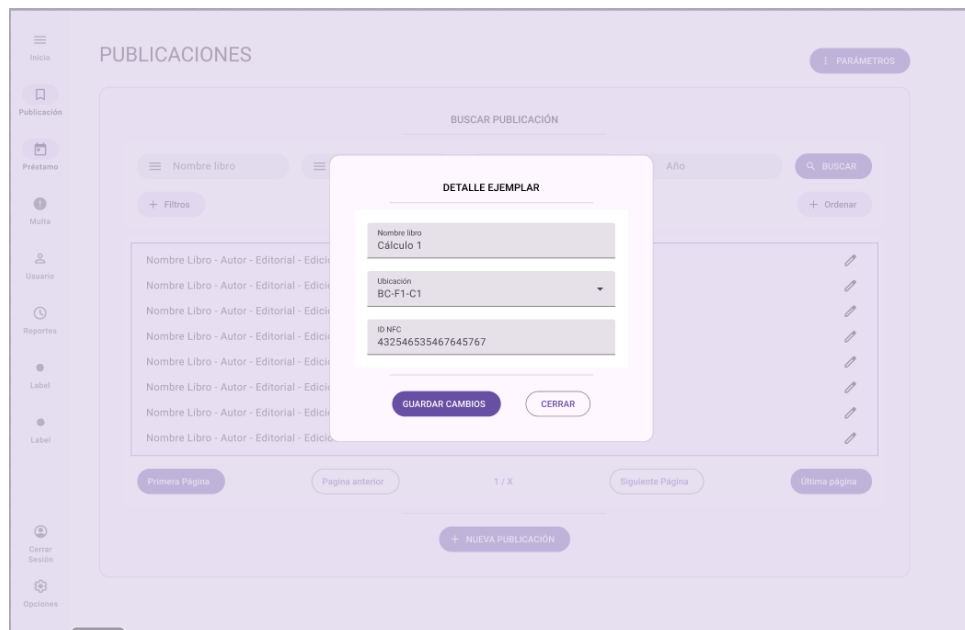 Inicio
Publicación
Préstamo
Multa
Usuario
Reportes
Label
Label
Cerrar
Sesión
Opciones
PUBLICACIONES
PARÁMETROS
BUSCAR PUBLICACIÓN
Nombre libro
Año
BUSCAR
+ Filtros
+ Ordenar
Nombre Libro - Autor - Editorial - Edició
Nombre Libro - Autor - Editorial - Edició
Nombre Libro - Autor - Editorial - Edició
Nombre Libro - Autor - Editorial - Edició
Nombre Libro - Autor - Editorial - Edició
Nombre Libro - Autor - Editorial - Edició
Nombre Libro - Autor - Editorial - Edició
Nombre Libro - Autor - Editorial - Edició
Primera Página
Pagina anterior
1 / X
Siguiente Página
Última página
+ NUEVA PUBLICACIÓN
DETALLE EJEMPLAR
Nombre libro
Cálculo 1
Ubicación
BC-F1-C1
ID NFC
432546535467645767
GUARDAR CAMBIOS
CERRAR